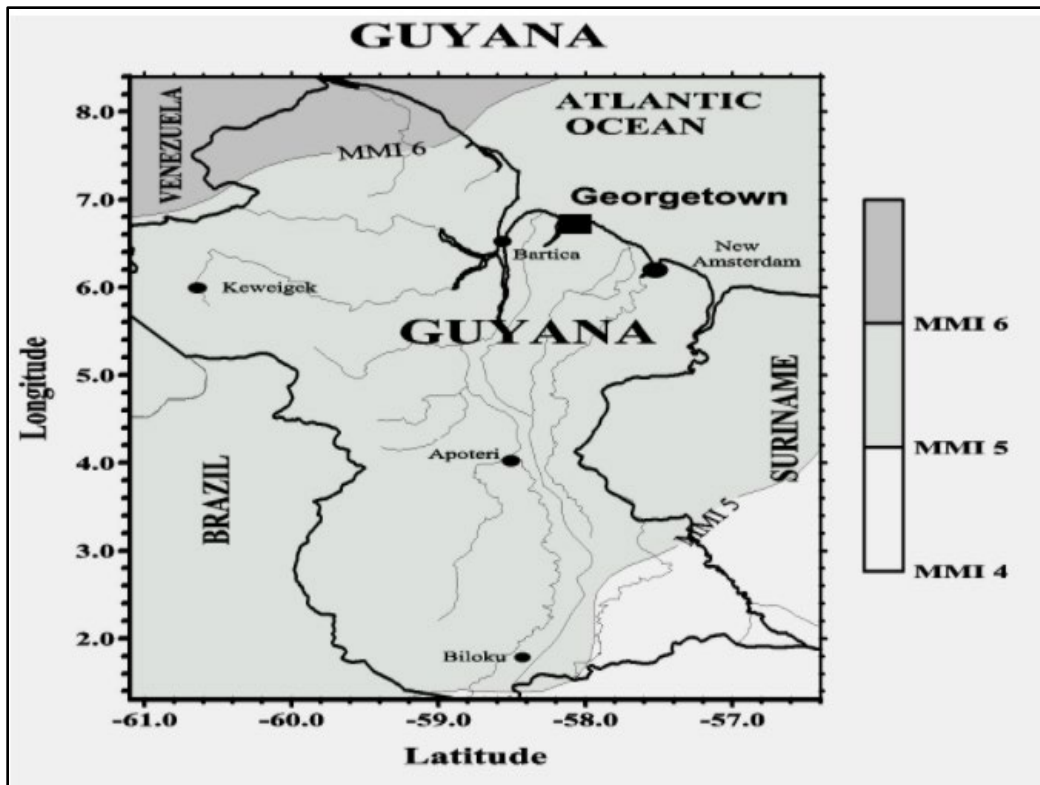 GUYANA
ATLANTIC
OCEAN
VENEZUELA
MMI 6
Georgetown
Bartica
New
Amsterdam
Keweigek
GUYANA
Apoteri
SURINAME
BRAZIL
MMI 5
Biloku
8.0
7.0
6.0
5.0
4.0
3.0
2.0
Longitude
-61.0 -60.0 -59.0 -58.0 -57.0
Latitude
MMI 6
MMI 5
MMI 4